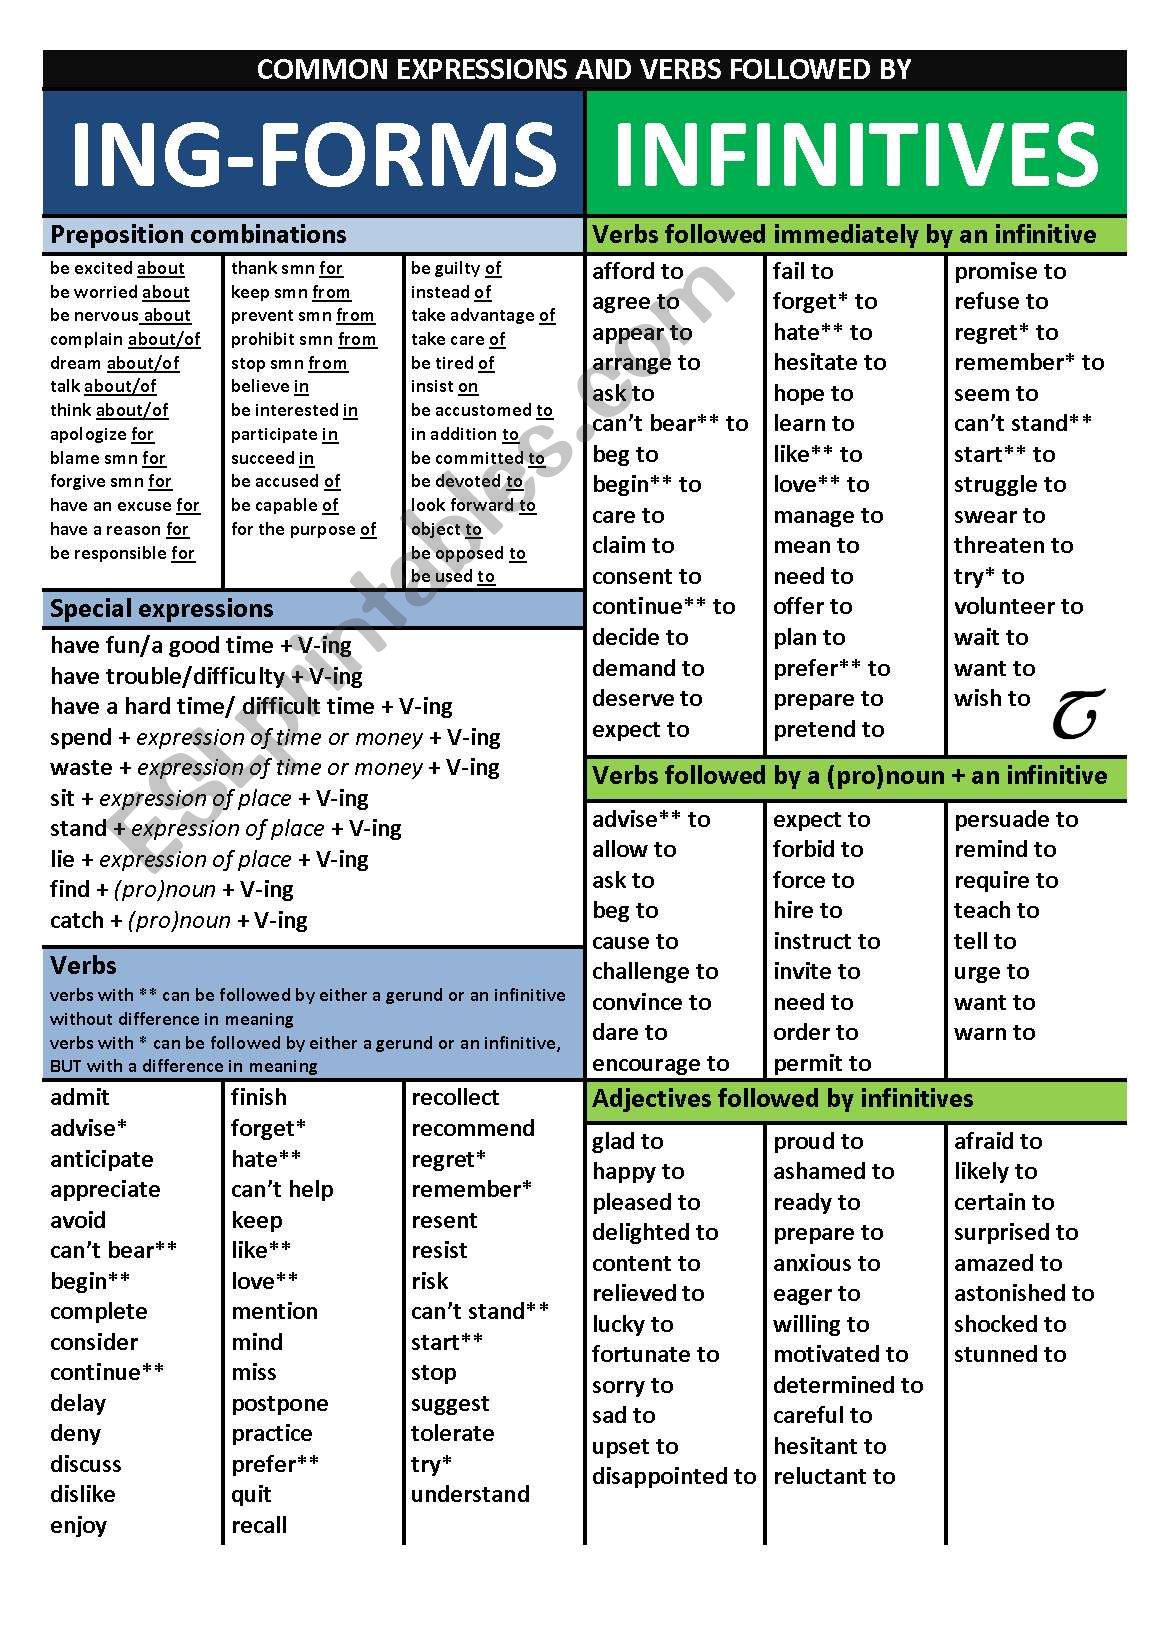 COMMON EXPRESSIONS AND VERBS FOLLOWED BY
ING-FORMS
Preposition combinations
be excited about
be worried about
be nervous about
complain about/of
dream about/of
talk about/of
think about/of
apologize for
blame smn for
forgive smn for
have an excuse for
have a reason for
be responsible for
thank smn for
keep smn from
prevent smn from
prohibit smn from
stop smn from
believe in
be interested in
participate in
succeed in
be accused of
be capable of
for the purpose of
be guilty of
instead of
take advantage of
take care of
be tired of
insist on
be accustomed to
in addition to
be committed to
be devoted to
look forward to
object to
be opposed to
be used to
Special expressions
have fun/a good time + V-ing
have trouble/difficulty + V-ing
have a hard time/ difficult time + V-ing
spend + expression of time or money + V-ing
waste + expression of time or money + V-ing
sit + expression of place + V-ing
stand + expression of place + V-ing
lie + expression of place + V-ing
find + (pro)noun + V-ing
catch + (pro)noun + V-ing
Verbs
verbs with ** can be followed by either a gerund or an infinitive
without difference in meaning
verbs with * can be followed by either a gerund or an infinitive,
BUT with a difference in meaning
admit
advise*
anticipate
appreciate
avoid
can't bear**
begin**
complete
consider
continue**
delay
deny
discuss
dislike
enjoy
finish
forget*
hate**
can't help
keep
like**
love**
mention
mind
miss
postpone
practice
prefer**
quit
recall
recollect
recommend
regret*
remember*
resent
resist
risk
can't stand**
start**
stop
suggest
tolerate
try*
understand
INFINITIVES
Verbs followed immediately by an infinitive
afford to
agree to
appear to
arrange to
ask to
can't bear** to
beg to
begin** to
care to
claim to
consent to
continue** to
decide to
demand to
deserve to
expect to
fail to
forget* to
hate** to
hesitate to
hope to
learn to
like** to
love** to
manage to
mean to
need to
offer to
plan to
prefer** to
prepare to
pretend to
promise to
refuse to
regret* to
remember* to
seem to
can't stand**
start** to
struggle to
swear to
threaten to
try* to
volunteer to
wait to
want to
wish to
Verbs followed by a (pro)noun + an infinitive
advise** to
allow to
ask to
beg to
cause to
challenge to
convince to
dare to
encourage to
expect to
forbid to
force to
hire to
instruct to
invite to
need to
order to
permit to
persuade to
remind to
require to
teach to
tell to
urge to
want to
warn to
Adjectives followed by infinitives
glad to
happy to
pleased to
delighted to
content to
relieved to
lucky to
fortunate to
sorry to
sad to
upset to
disappointed to
proud to
ashamed to
ready to
prepare to
anxious to
eager to
willing to
motivated to
determined to
careful to
hesitant to
reluctant to
afraid to
likely to
certain to
surprised to
amazed to
astonished to
shocked to
stunned to
ESLprintables.com